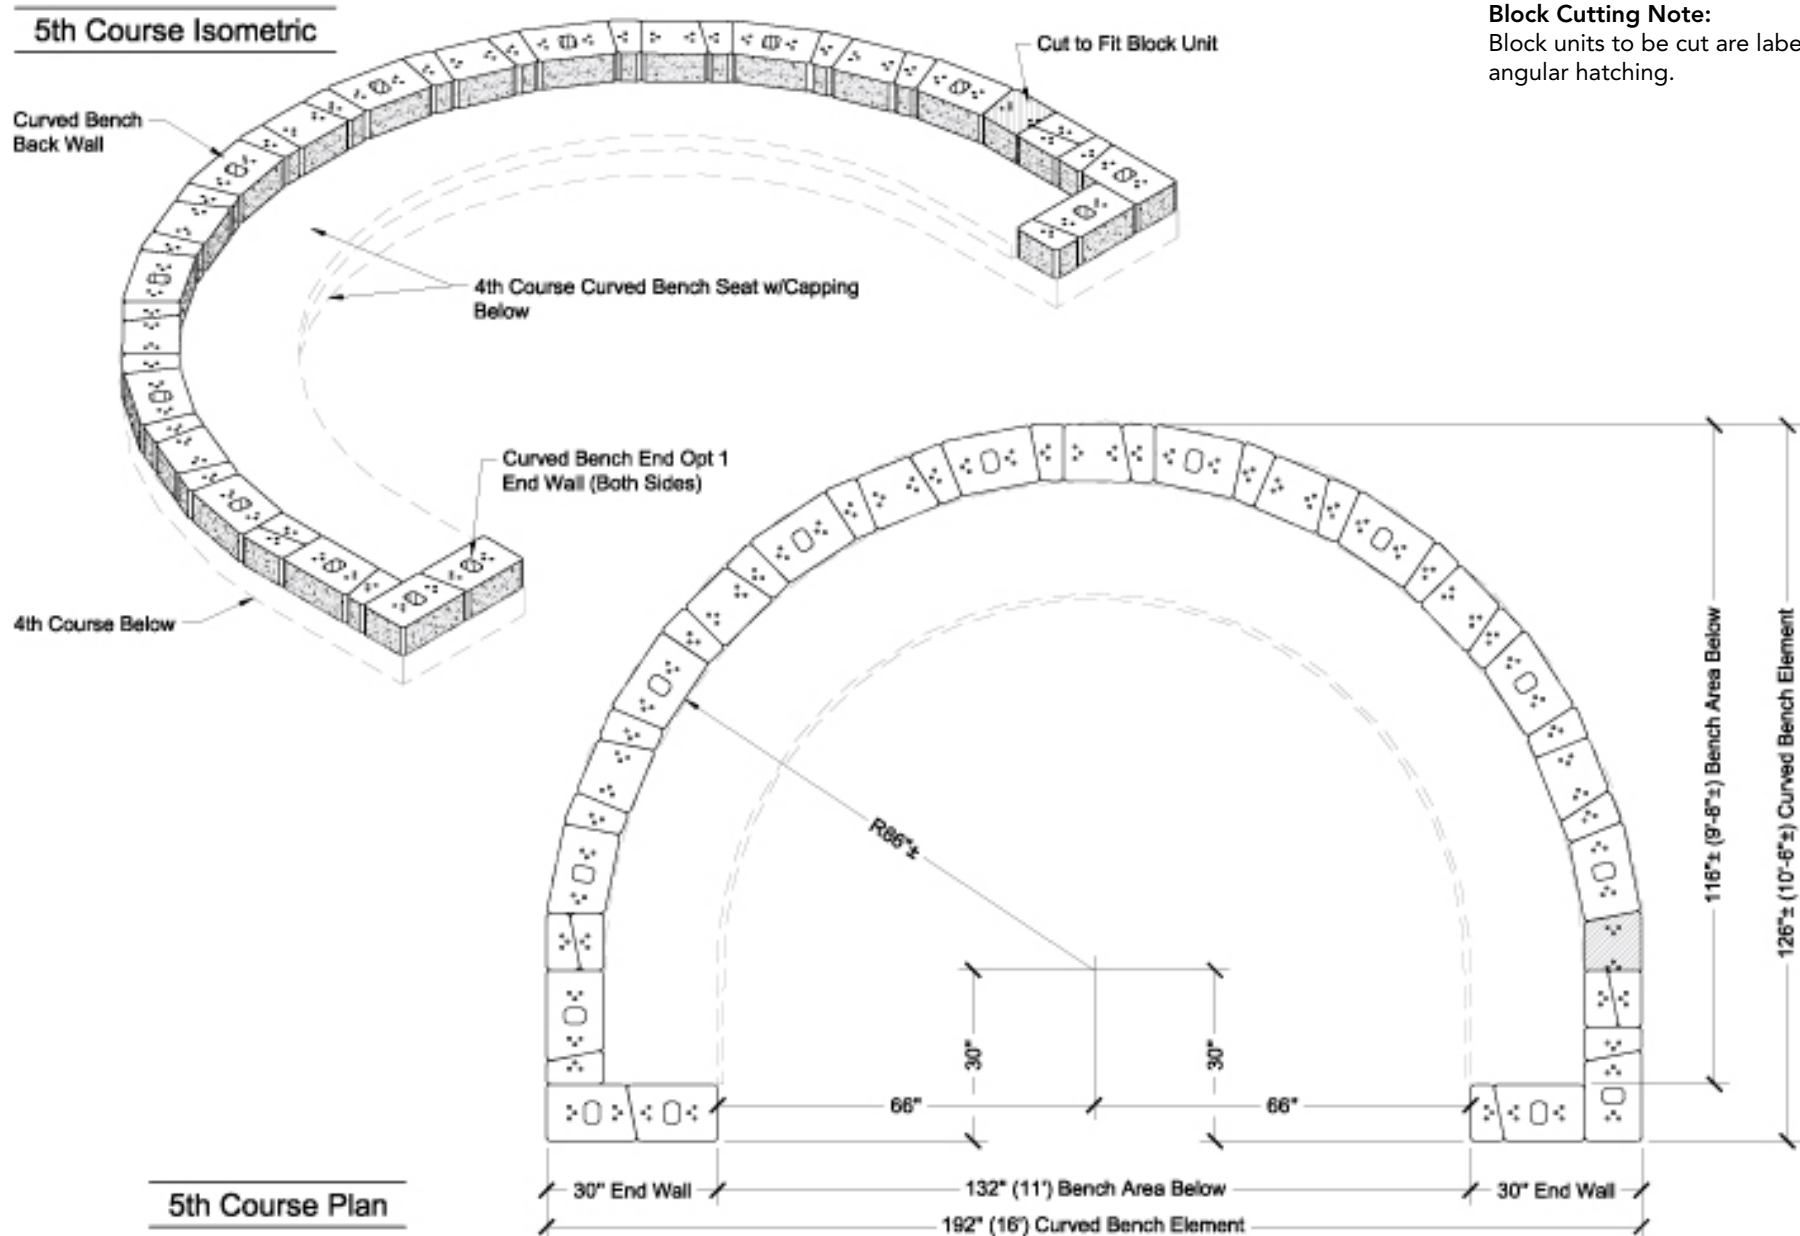 5th Course Isometric
Block Cutting Note:
Block units to be cut are labe
angular hatching.
Cut to Fit Block Unit
Curved Bench
Back Wall
4th Course Curved Bench Seat w/Capping
Below
Curved Bench End Opt 1
End Wall (Both Sides)
4th Course Below
R86"±
30"
30"
66"
66"
116"± (9'-8"±) Bench Area Below
126"± (10'-6"±) Curved Bench Element
30" End Wall
132" (11') Bench Area Below
30" End Wall
192" (16') Curved Bench Element
5th Course Plan